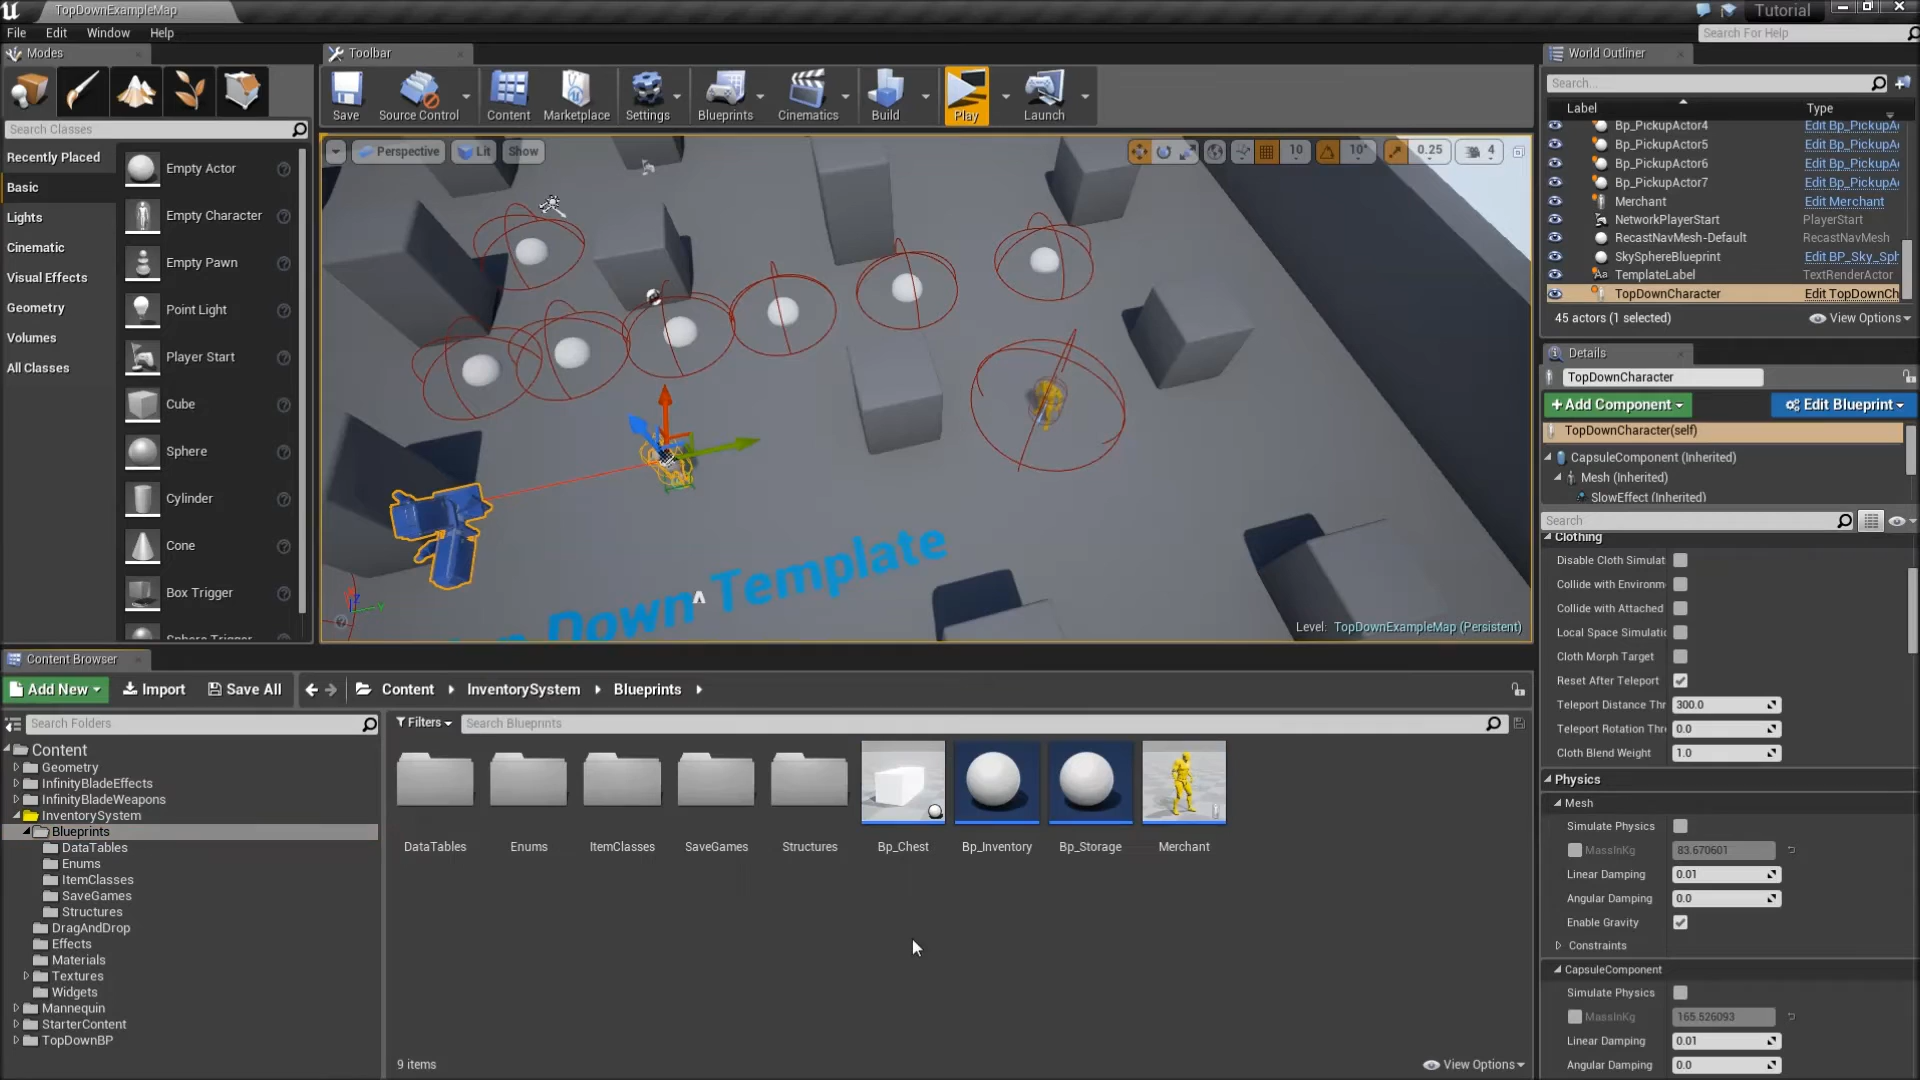 TopDownExampleMap
Tutorial
File Edit Window Help
Search For Help
Modes
Toolbar
World Outliner
Save Source Control Content Marketplace Settings Blueprints Cinematics Build Play Launch
Search...
Search Classes
Label Type
Recently Placed
Basic
Lights
Cinematic
Visual Effects
Geometry
Volumes
All Classes
Empty Actor
Empty Character
Empty Pawn
Point Light
Player Start
Cube
Sphere
Cylinder
Cone
Box Trigger
Sphere Trigger
Perspective Lit Show
10 10° 0.25 4
Down Template
Level: TopDownExampleMap (Persistent)
Bp_PickupActor4 Edit Bp_PickupA
Bp_PickupActor5 Edit Bp_PickupA
Bp_PickupActor6 Edit Bp_PickupA
Bp_PickupActor7 Edit Bp_PickupA
Merchant Edit Merchant
NetworkPlayerStart PlayerStart
RecastNavMesh-Default RecastNavMesh
SkySphereBlueprint Edit BP_Sky_Sph
TemplateLabel TextRenderActor
TopDownCharacter Edit TopDownCh
45 actors (1 selected) View Options
Details
TopDownCharacter
+Add Component Edit Blueprint
TopDownCharacter(self)
CapsuleComponent (Inherited)
Mesh (Inherited)
SlowEffect (Inherited)
Search
Clothing
Disable Cloth Simulat
Collide with Environm
Collide with Attached
Local Space Simulatio
Cloth Morph Target
Reset After Teleport
Teleport Distance Thr 300.0
Teleport Rotation Thr 0.0
Cloth Blend Weight 1.0
Physics
Mesh
Simulate Physics
MassInKg 83.670601
Linear Damping 0.01
Angular Damping 0.0
Enable Gravity
Constraints
CapsuleComponent
Simulate Physics
MassInKg 165.526093
Linear Damping 0.01
Angular Damping 0.0
Content Browser
Add New Import Save All Content InventorySystem Blueprints
Search Folders
Filters Search Blueprints
Content
Geometry
InfinityBladeEffects
InfinityBladeWeapons
InventorySystem
Blueprints
DataTables
Enums
ItemClasses
SaveGames
Structures
DragAndDrop
Effects
Materials
Textures
Widgets
Mannequin
StarterContent
TopDownBP
DataTables Enums ItemClasses SaveGames Structures Bp_Chest Bp_Inventory Bp_Storage Merchant
9 items View Options